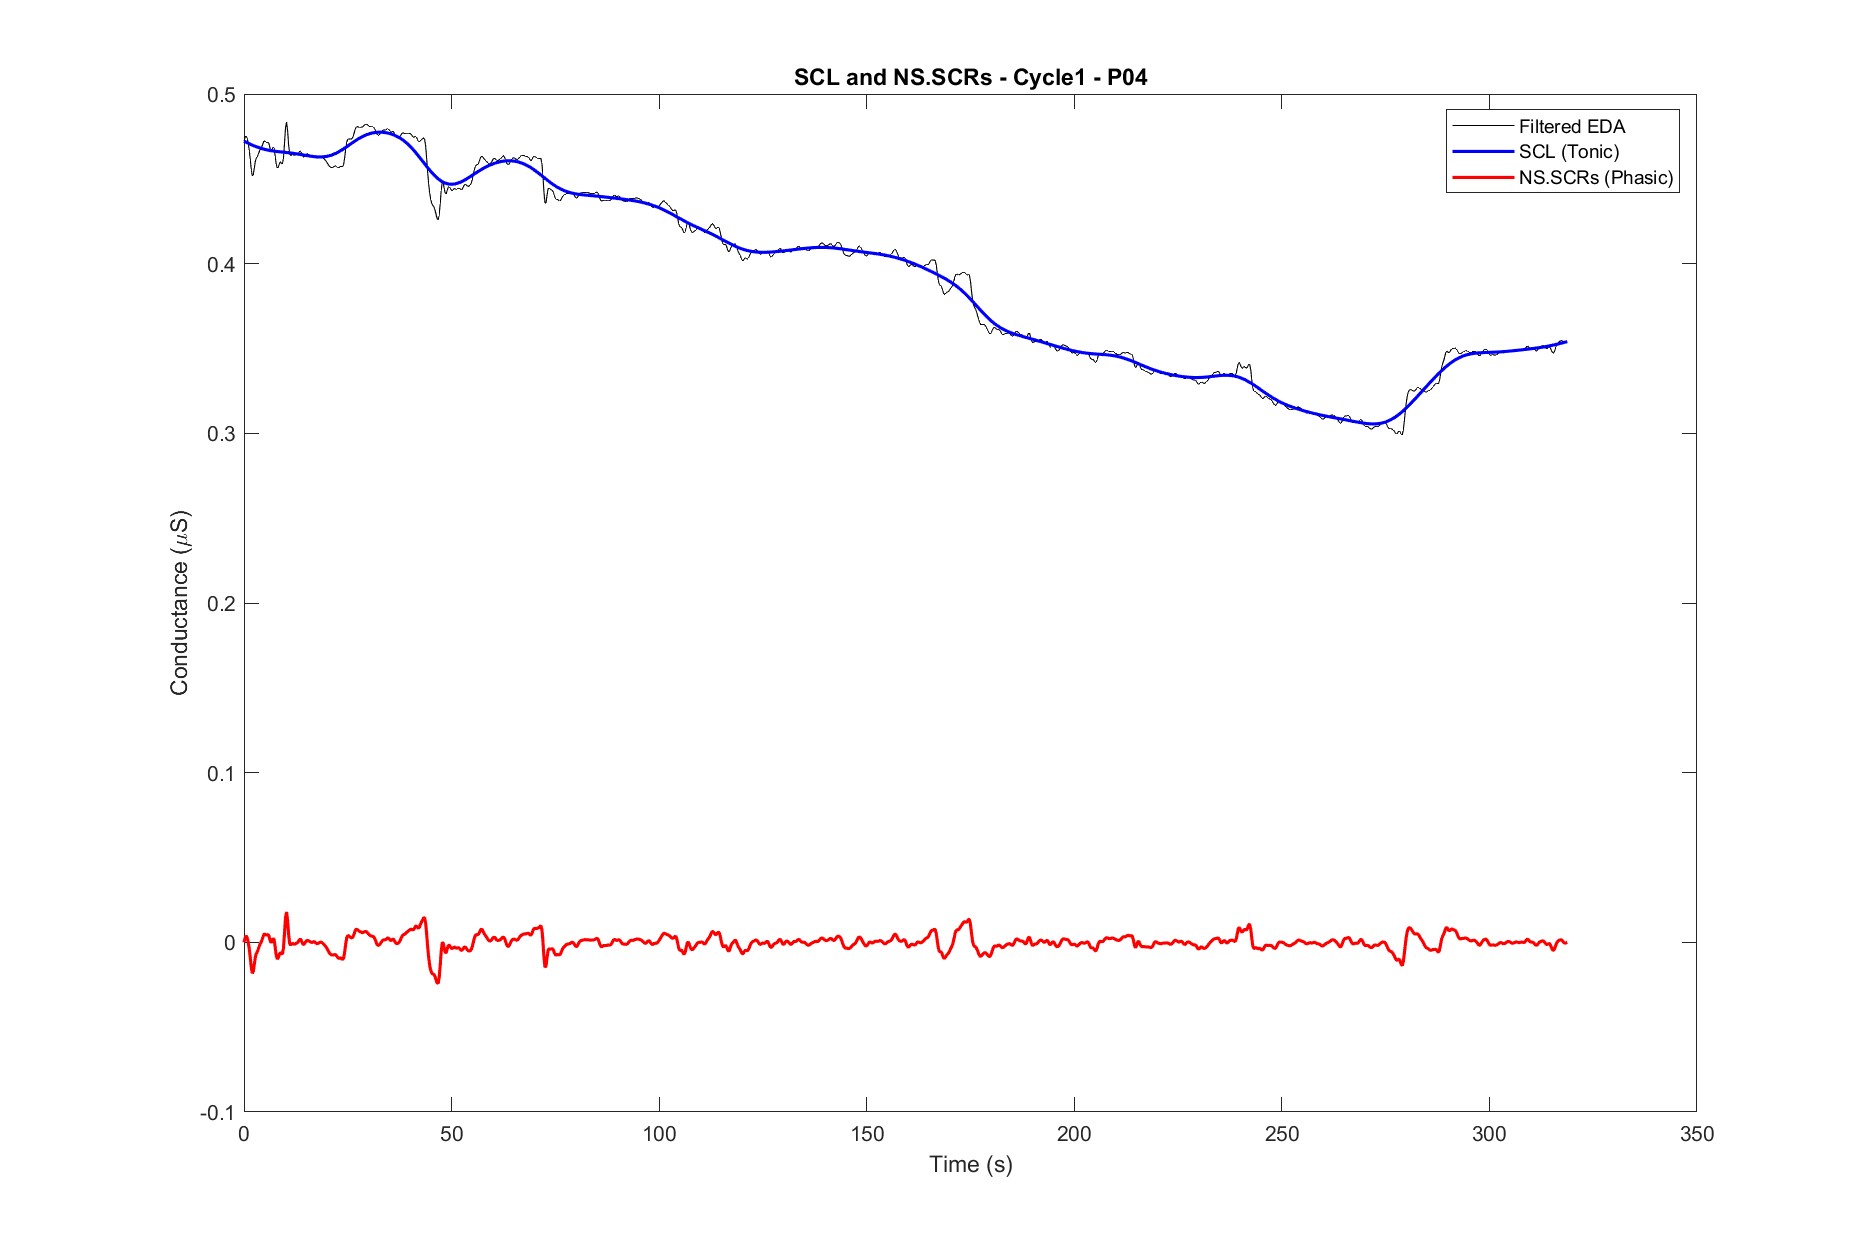 SCL and NS.SCRs - Cycle1 - P04
Filtered EDA
SCL (Tonic)
NS.SCRs (Phasic)
0.5
0.4
0.3
0.2
0.1
0
-0.1
Conductance (μS)
0 50 100 150 200 250 300 350
Time (s)